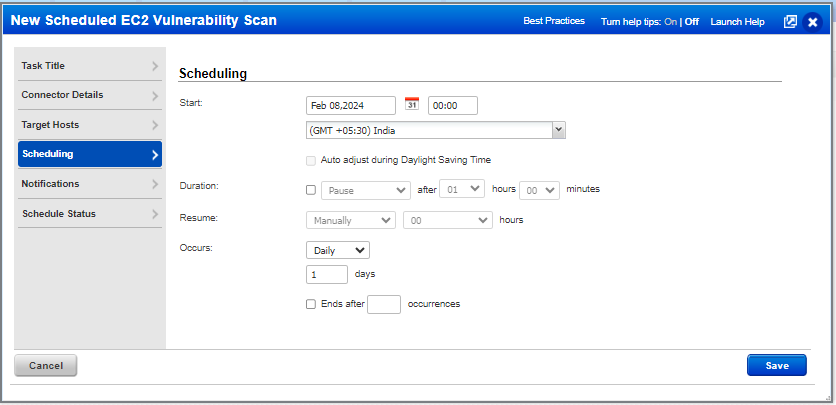 New Scheduled EC2 Vulnerability Scan
Best Practices
Turn help tips: On | Off
Launch Help
Task Title
Connector Details
Target Hosts
Scheduling
Notifications
Schedule Status
Scheduling
Start:
Feb 08,2024
31
00:00
(GMT +05:30) India
Auto adjust during Daylight Saving Time
Duration:
Pause
after
01
hours
00
minutes
Resume:
Manually
00
hours
Occurs:
Daily
1
days
Ends after
occurrences
Cancel
Save